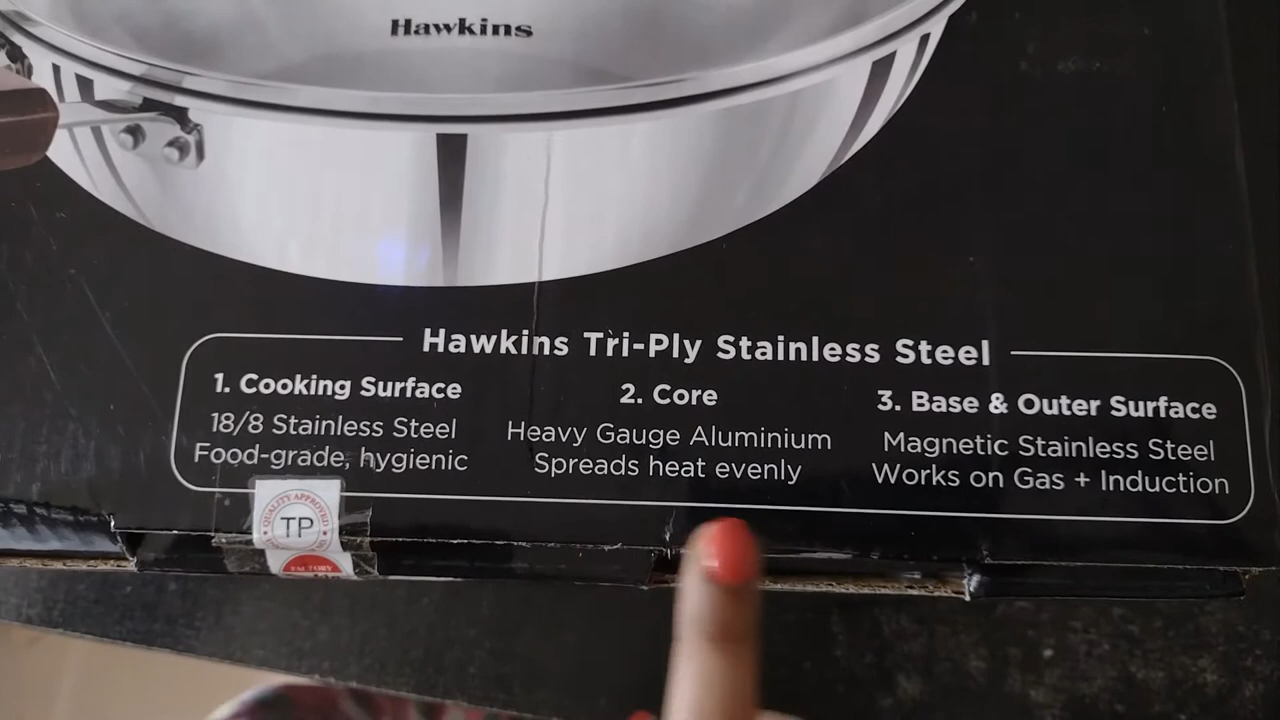 Hawkins
Hawkins Tri-Ply Stainless Steel
1. Cooking Surface
18/8 Stainless Steel
Food-grade, hygienic
2. Core
Heavy Gauge Aluminium
Spreads heat evenly
3. Base & Outer Surface
Magnetic Stainless Steel
Works on Gas + Induction
QUALITY APPROVED
TP
FACTORY